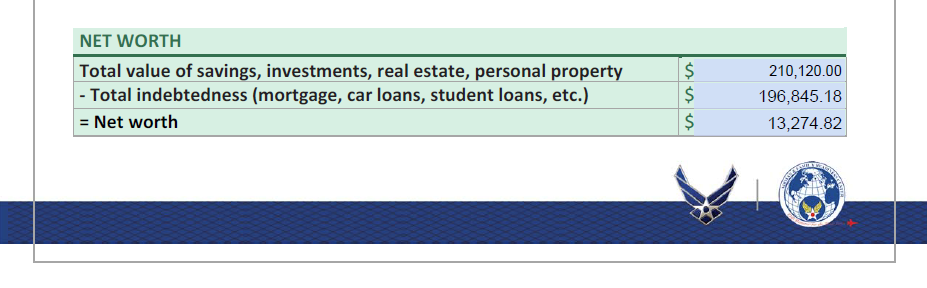 NET WORTH
Total value of savings, investments, real estate, personal property $ 210,120.00
- Total indebtedness (mortgage, car loans, student loans, etc.) $ 196,845.18
= Net worth $ 13,274.82